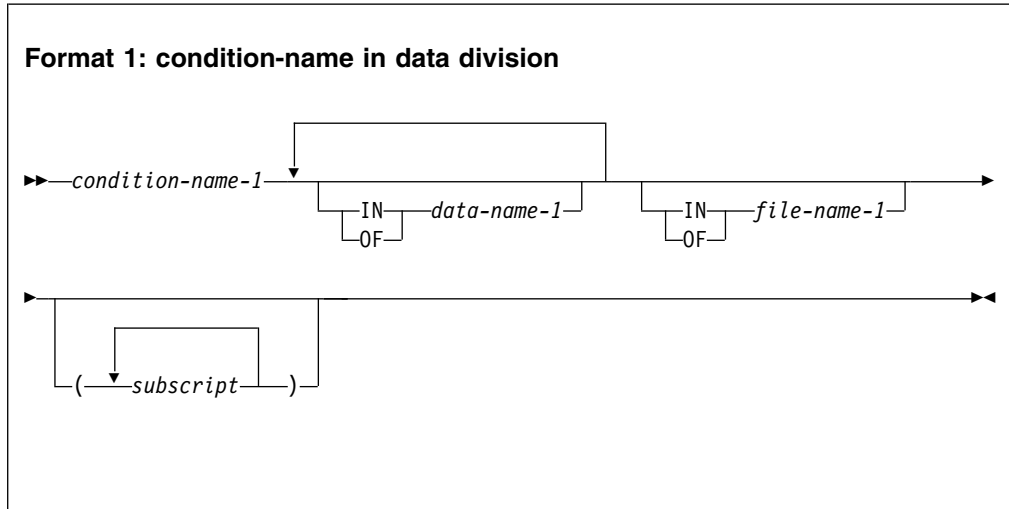 Format 1: condition-name in data division
condition-name-1
IN data-name-1 IN file-name-1
OF OF
( subscript )